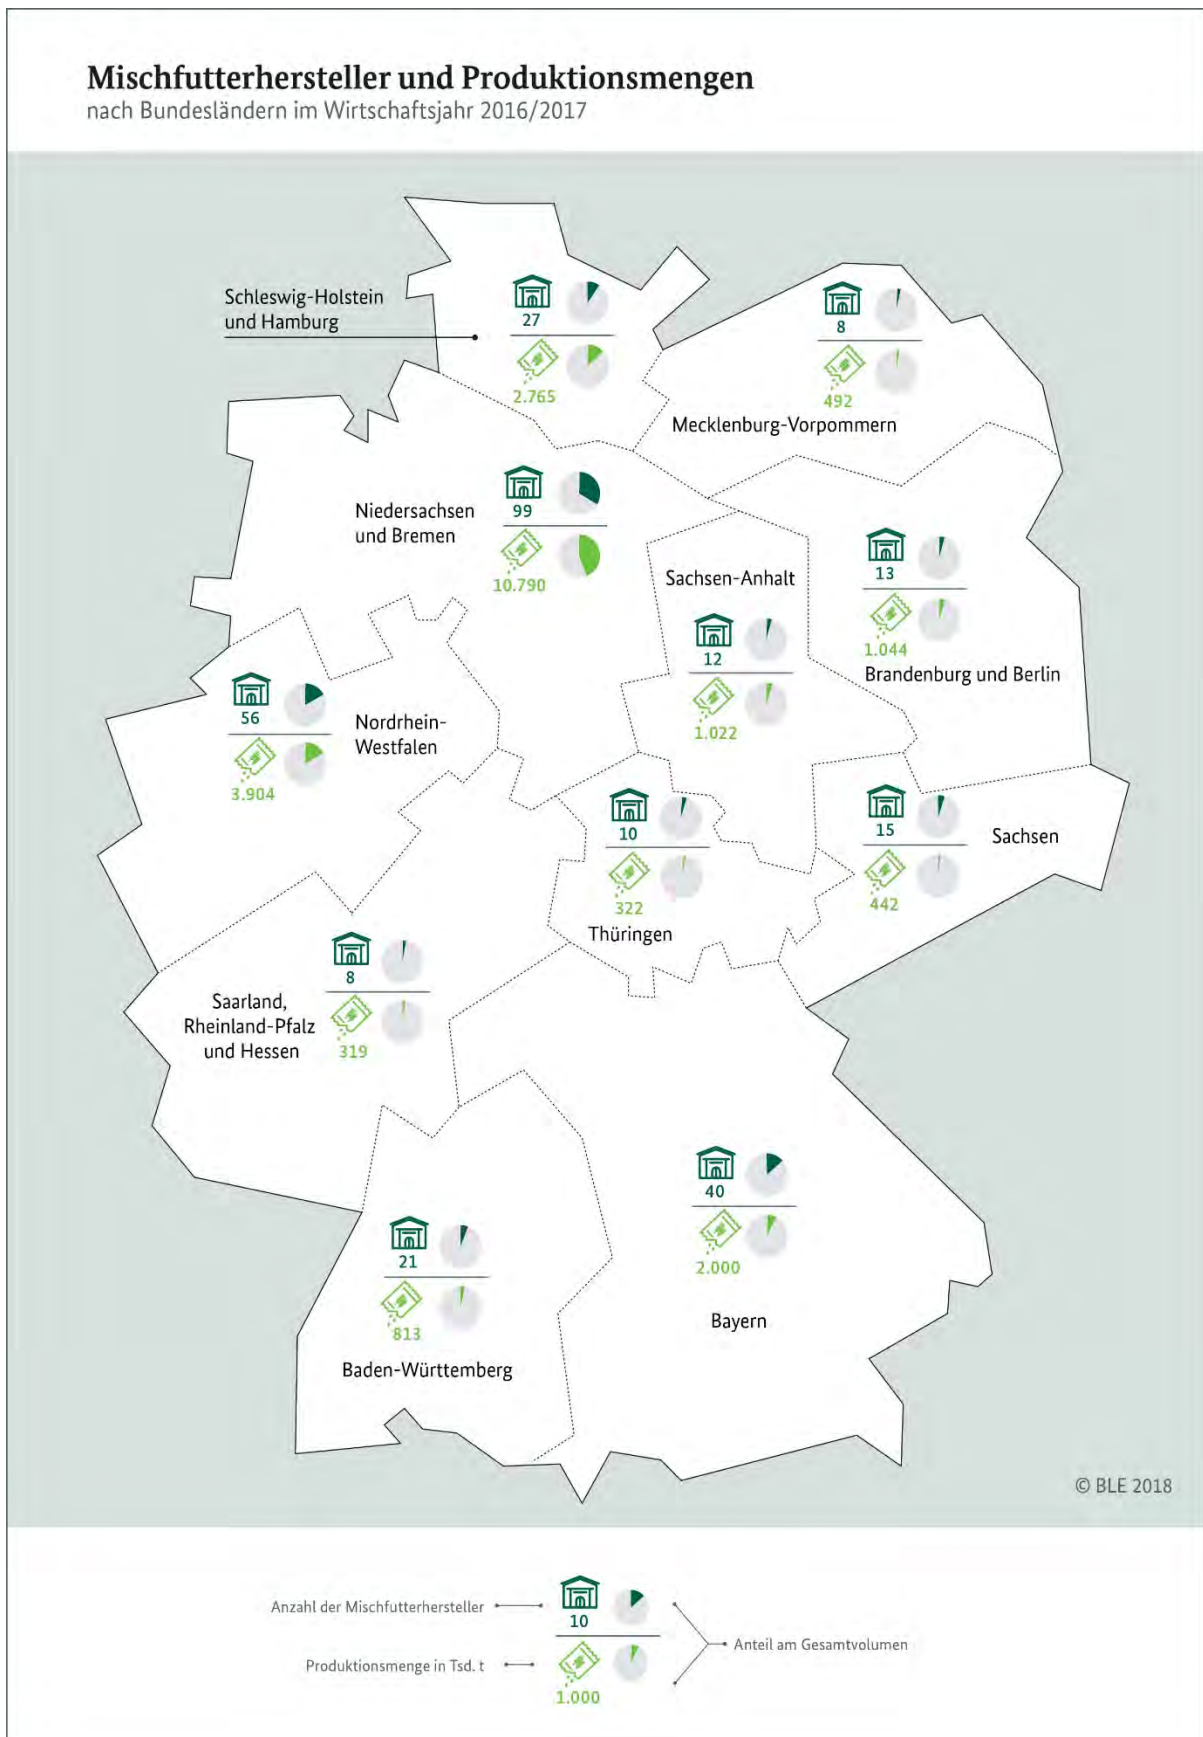 Mischfutterhersteller und Produktionsmengen
nach Bundesländern im Wirtschaftsjahr 2016/2017
Schleswig-Holstein
und Hamburg
27
2.765
8
492
Mecklenburg-Vorpommern
Niedersachsen
und Bremen
99
10.790
Sachsen-Anhalt
12
1.022
13
1.044
Brandenburg und Berlin
56
3.904
Nordrhein-
Westfalen
10
322
Thüringen
15
442
Sachsen
8
319
Saarland,
Rheinland-Pfalz
und Hessen
40
2.000
Bayern
21
813
Baden-Württemberg
© BLE 2018
Anzahl der Mischfutterhersteller
10
Anteil am Gesamtvolumen
Produktionsmenge in Tsd. t
1.000